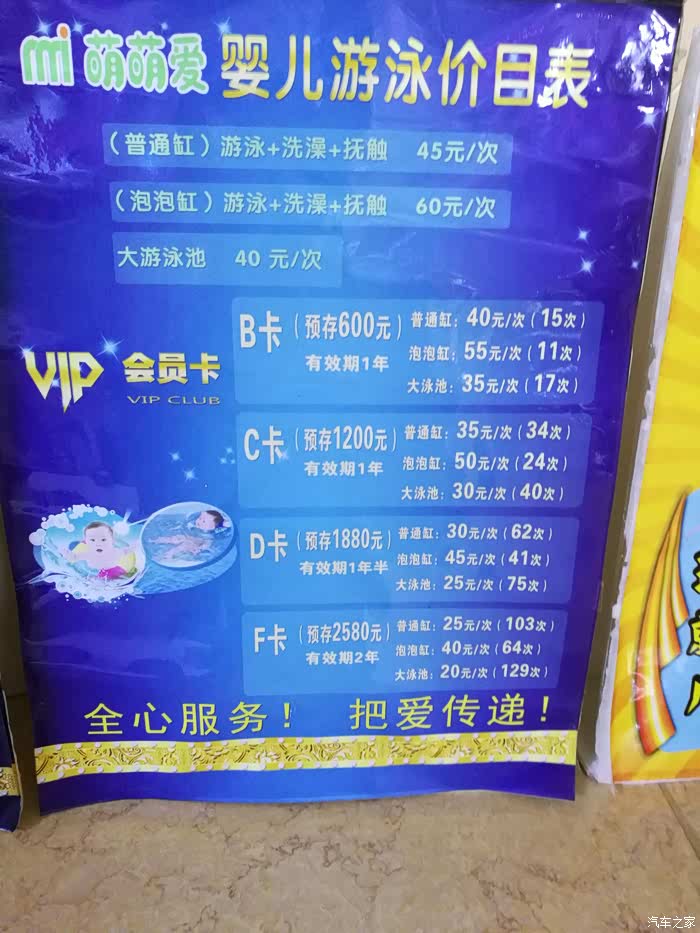 mi 萌萌爱 婴儿游泳价目表
（普通缸）游泳+洗澡+抚触 45元/次
（泡泡缸）游泳+洗澡+抚触 60元/次
大游泳池 40 元/次
VIP 会员卡
VIP CLUB
B卡（预存600元）
有效期1年
普通缸：40元/次（15次）
泡泡缸：55元/次（11次）
大泳池：35元/次（17次）
C卡（预存1200元）
有效期1年
普通缸：35元/次（34次）
泡泡缸：50元/次（24次）
大泳池：30元/次（40次）
D卡（预存1880元）
有效期1年半
普通缸：30元/次（62次）
泡泡缸：45元/次（41次）
大泳池：25元/次（75次）
F卡（预存2580元）
有效期2年
普通缸：25元/次（103次）
泡泡缸：40元/次（64次）
大泳池：20元/次（129次）
全心服务！ 把爱传递！
汽车之家